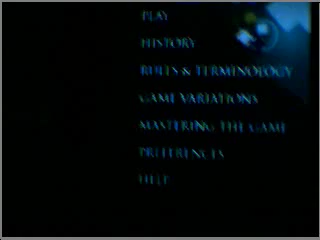 PLAY
HISTORY
RULES & TERMINOLOGY
GAME VARIATIONS
MASTERING THE GAME
PREFERENCES
HELP